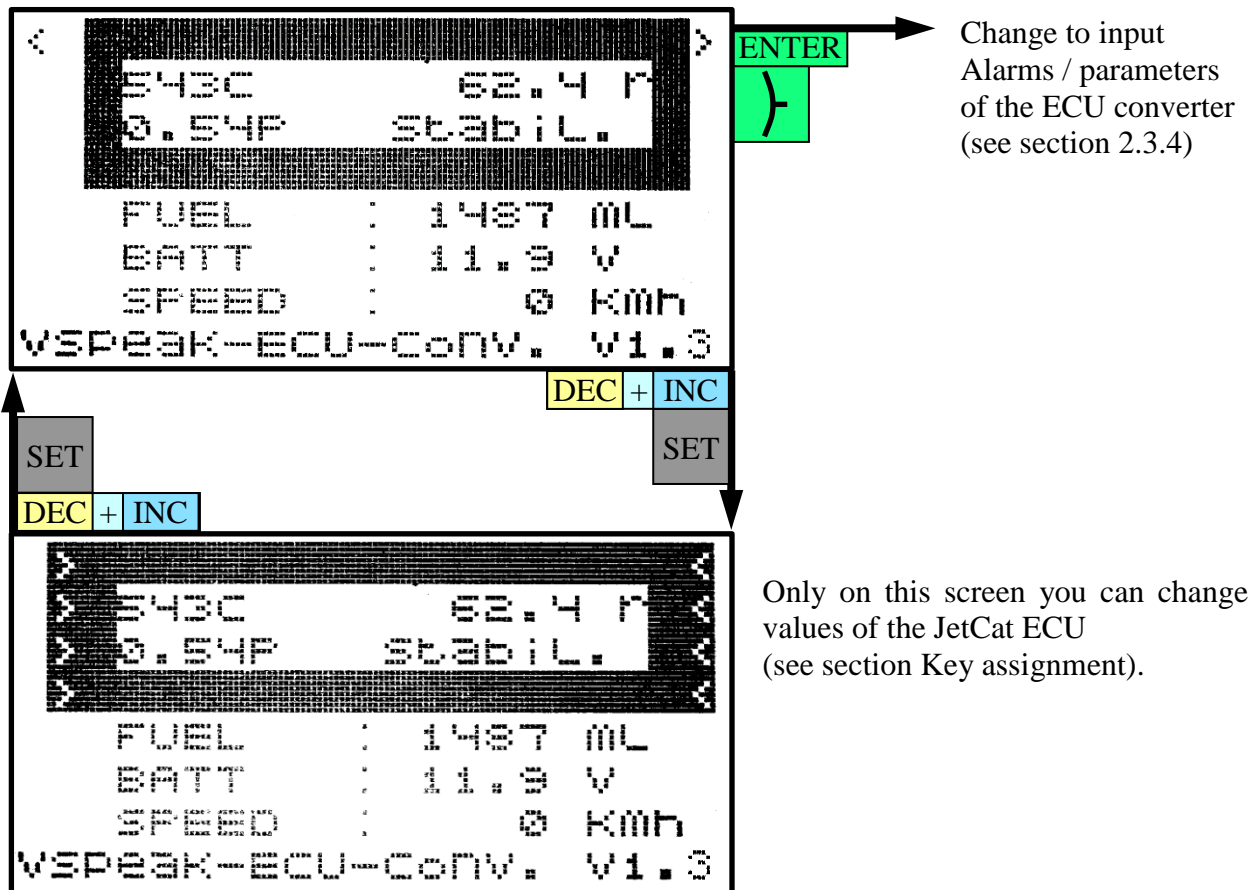 < >
543C 62.4 r
0.54P Stabil.
FUEL : 1487 mL
BATT : 11.9 V
SPEED : 0 Kmh
vspeak-ECU-Conv. V1.3
ENTER
Change to input
Alarms / parameters
of the ECU converter
(see section 2.3.4)
DEC + INC
SET
SET
DEC + INC
543C 62.4 r
0.54P Stabil.
FUEL : 1487 mL
BATT : 11.9 V
SPEED : 0 Kmh
vspeak-ECU-Conv. V1.3
Only on this screen you can change
values of the JetCat ECU
(see section Key assignment).